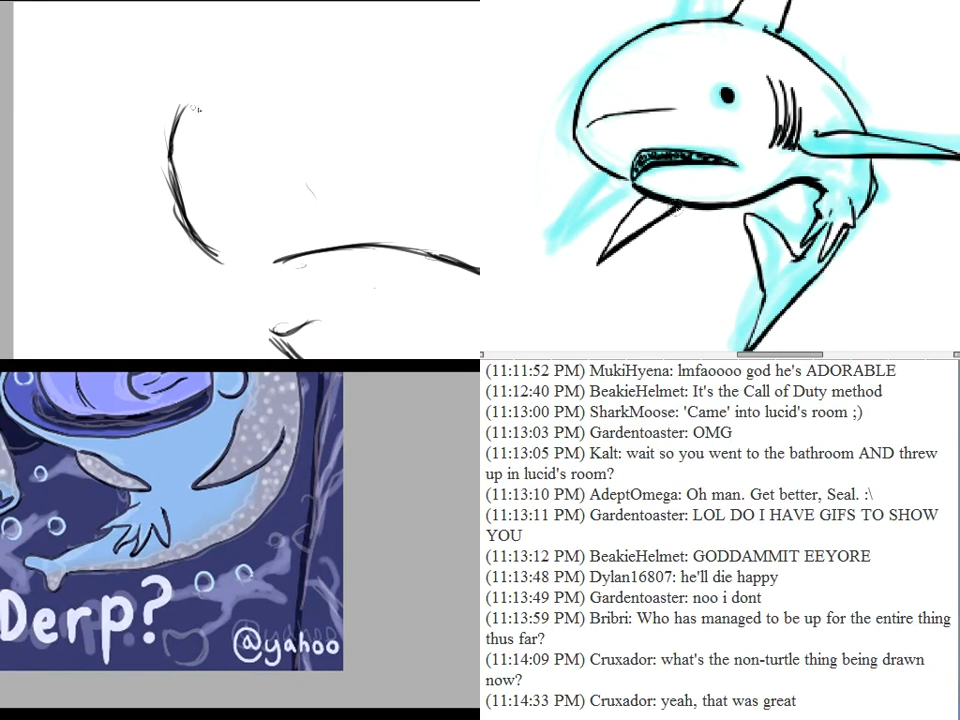 (11:11:52 PM) MukiHyena: lmfaoooo god he's ADORABLE
(11:12:40 PM) BeakieHelmet: It's the Call of Duty method
(11:13:00 PM) SharkMoose: 'Came' into lucid's room ;)
(11:13:03 PM) Gardentoaster: OMG
(11:13:05 PM) Kalt: wait so you went to the bathroom AND threw
up in lucid's room?
(11:13:10 PM) AdeptOmega: Oh man. Get better, Seal. :\
(11:13:11 PM) Gardentoaster: LOL DO I HAVE GIFS TO SHOW
YOU
(11:13:12 PM) BeakieHelmet: GODDAMMIT EEYORE
(11:13:48 PM) Dylan16807: he'll die happy
(11:13:49 PM) Gardentoaster: noo i dont
(11:13:59 PM) Bribri: Who has managed to be up for the entire thing
thus far?
(11:14:09 PM) Cruxador: what's the non-turtle thing being drawn
now?
(11:14:33 PM) Cruxador: yeah, that was great
Derp?
@yahoo